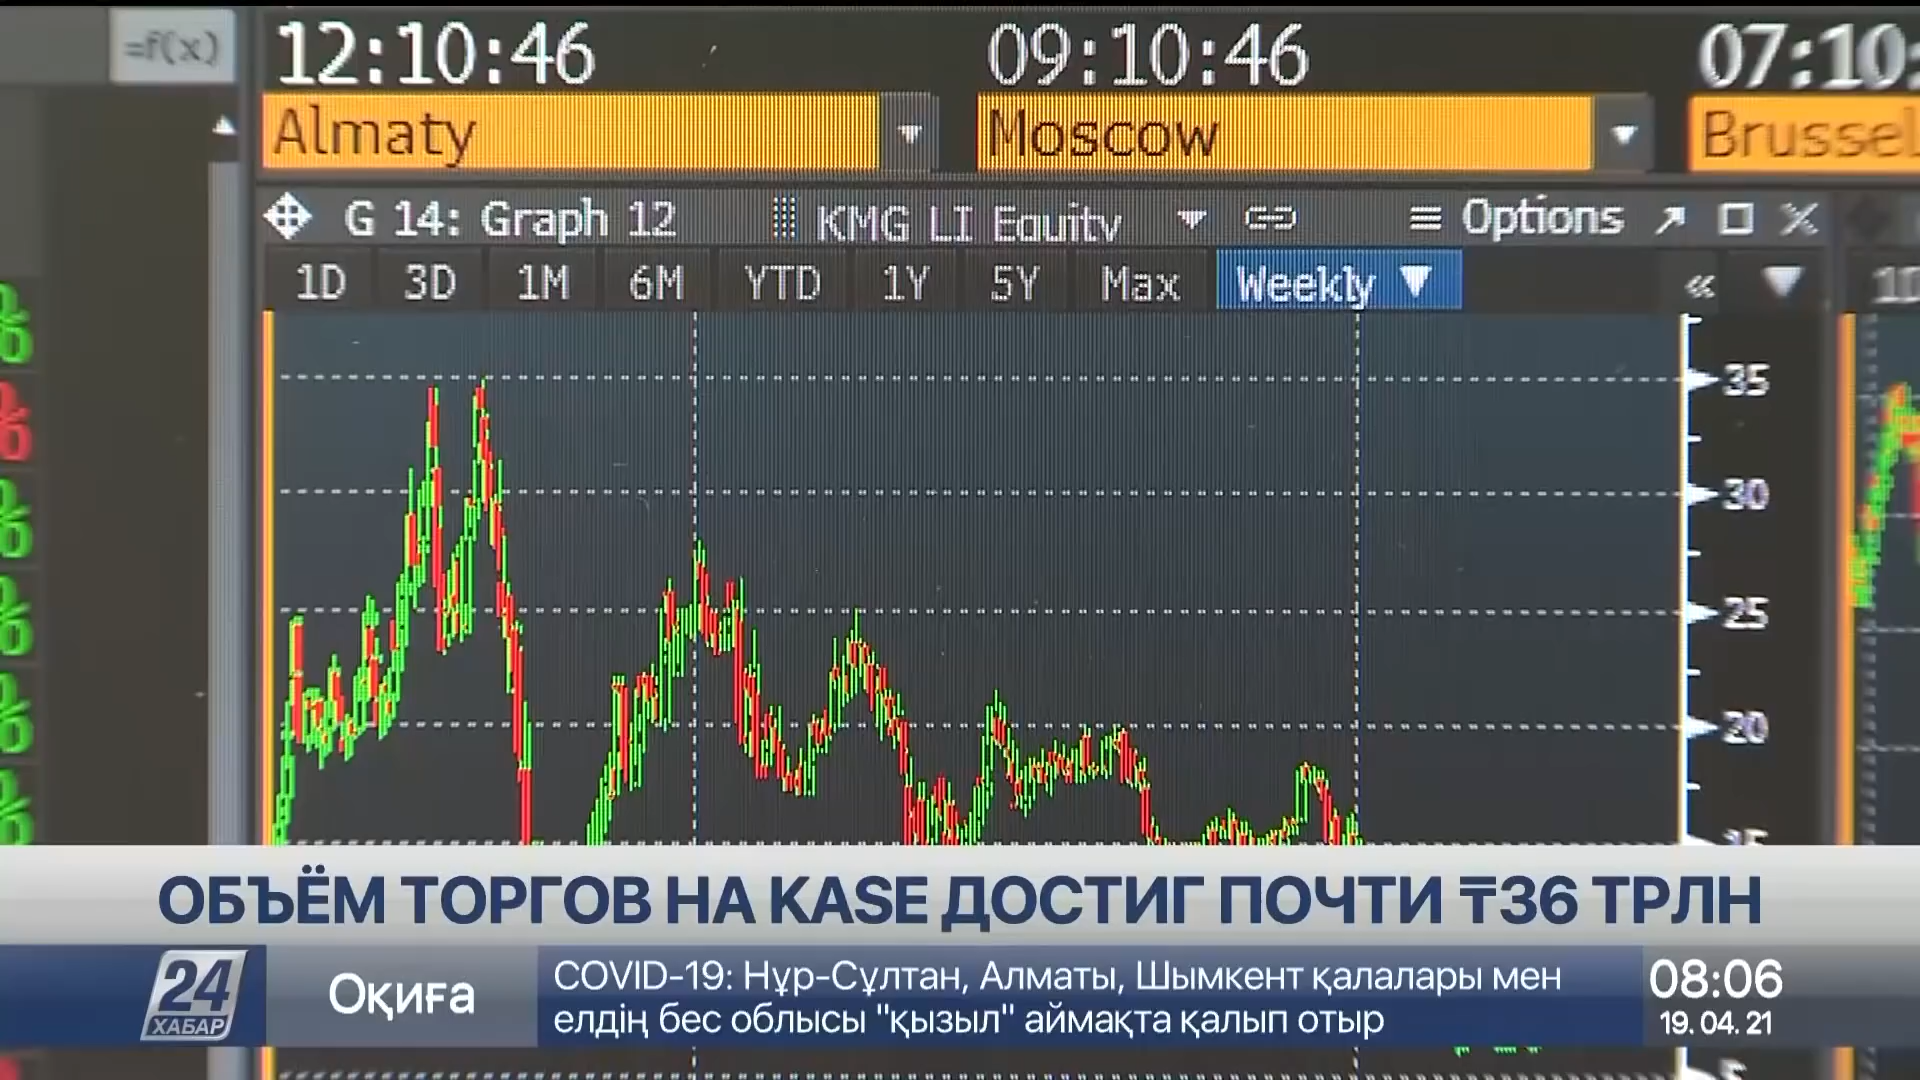 =f(x)
12:10:46
09:10:46
07:10:
Almaty
Moscow
Brussel
G 14: Graph 12
KMG LI Equity
Options
1D 3D 1M 6M YTD 1Y 5Y Max Weekly
«
1D
35
30
25
20
15
ОБЪЁМ ТОРГОВ НА KASE ДОСТИГ ПОЧТИ ₸36 ТРЛН
24
ХАБАР
Оқиға
COVID-19: Нұр-Сұлтан, Алматы, Шымкент қалалары мен
елдің бес облысы "қызыл" аймақта қалып отыр
08:06
19. 04. 21